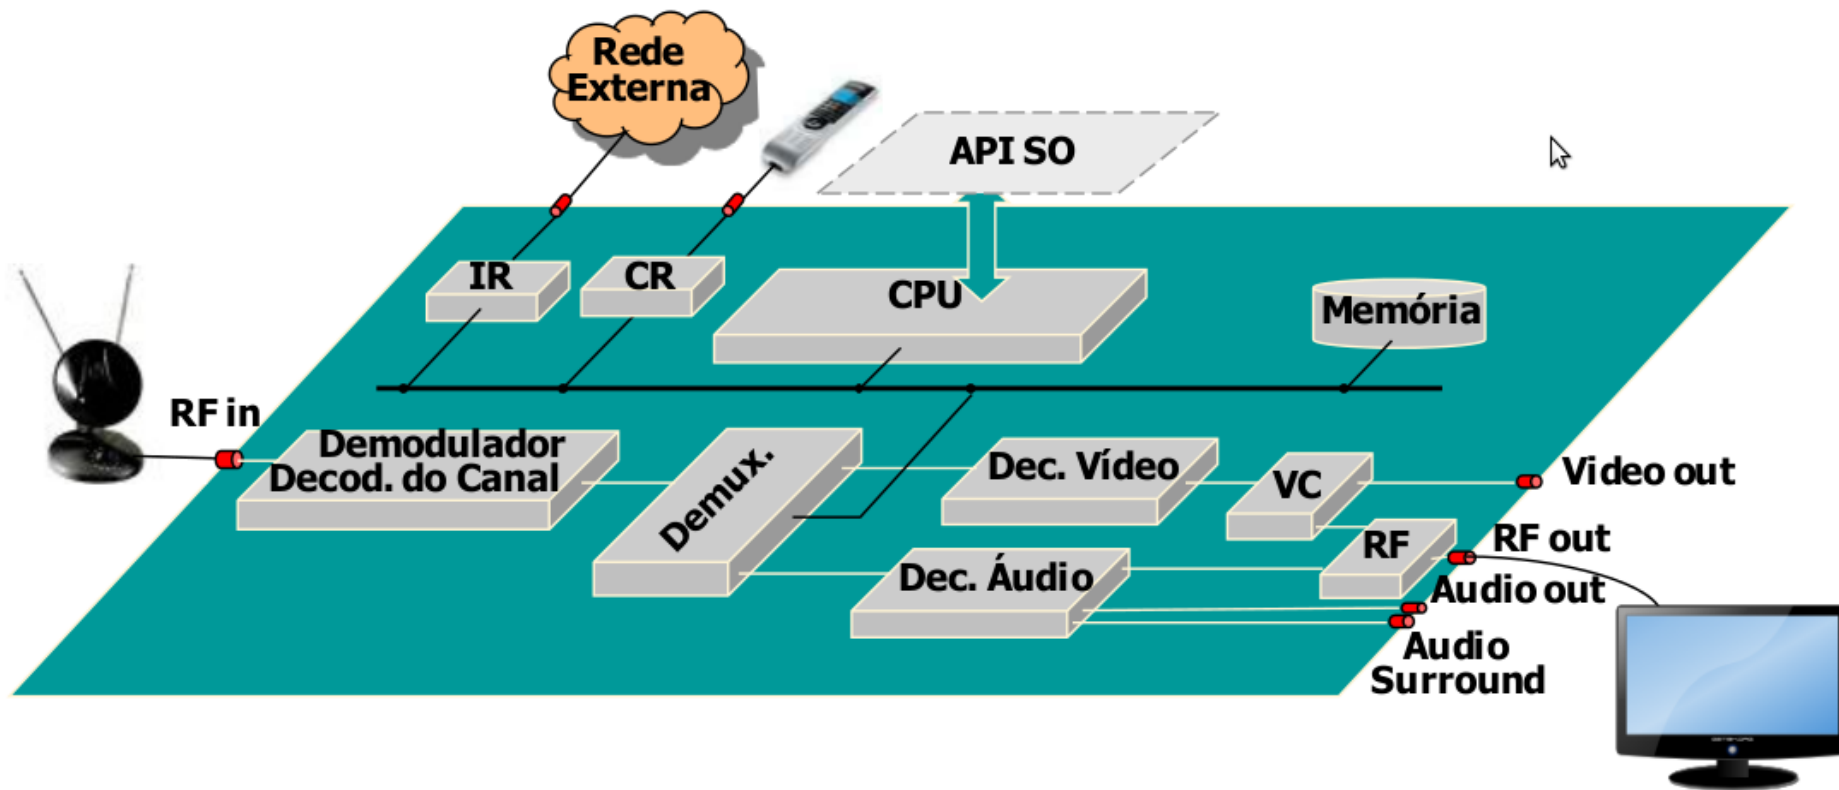 Rede
Externa
API SO
IR
CR
CPU
Memória
RF in
Demodulador
Decod. do Canal
Demux.
Dec. Vídeo
VC
Video out
RF
RF out
Dec. Áudio
Audio out
Audio
Surround